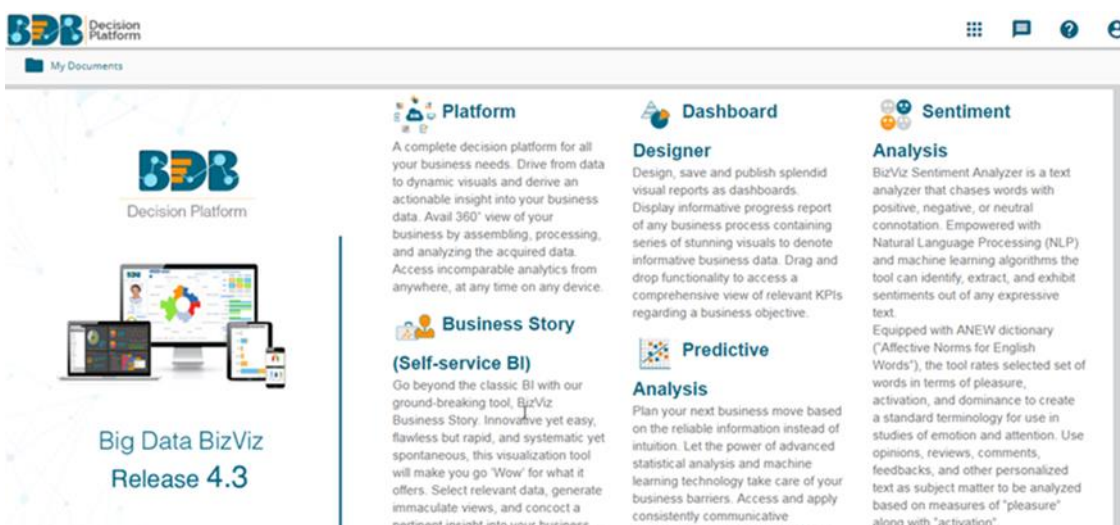 BDB Decision
Platform
My Documents
BDB
Decision Platform
Big Data BizViz
Release 4.3
Platform
A complete decision platform for all
your business needs. Drive from data
to dynamic visuals and derive an
actionable insight into your business
data. Avail 360° view of your
business by assembling, processing,
and analyzing the acquired data.
Access incomparable analytics from
anywhere, at any time on any device.
Business Story
(Self-service BI)
Go beyond the classic BI with our
ground-breaking tool, BizViz
Business Story. Innovative yet easy,
flawless but rapid, and systematic yet
spontaneous, this visualization tool
will make you go 'Wow' for what it
offers. Select relevant data, generate
immaculate views, and concoct a
pertinent insight into your business
Dashboard
Designer
Design, save and publish splendid
visual reports as dashboards.
Display informative progress report
of any business process containing
series of stunning visuals to denote
informative business data. Drag and
drop functionality to access a
comprehensive view of relevant KPIs
regarding a business objective.
Predictive
Analysis
Plan your next business move based
on the reliable information instead of
intuition. Let the power of advanced
statistical analysis and machine
learning technology take care of your
business barriers. Access and apply
consistently communicative
Sentiment
Analysis
BizViz Sentiment Analyzer is a text
analyzer that chases words with
positive, negative, or neutral
connotation. Empowered with
Natural Language Processing (NLP)
and machine learning algorithms the
tool can identify, extract, and exhibit
sentiments out of any expressive
text.
Equipped with ANEW dictionary
("Affective Norms for English
Words"), the tool rates selected set of
words in terms of pleasure,
activation, and dominance to create
a standard terminology for use in
studies of emotion and attention. Use
opinions, reviews, comments,
feedbacks, and other personalized
text as subject matter to be analyzed
based on measures of "pleasure"
along with "activation"